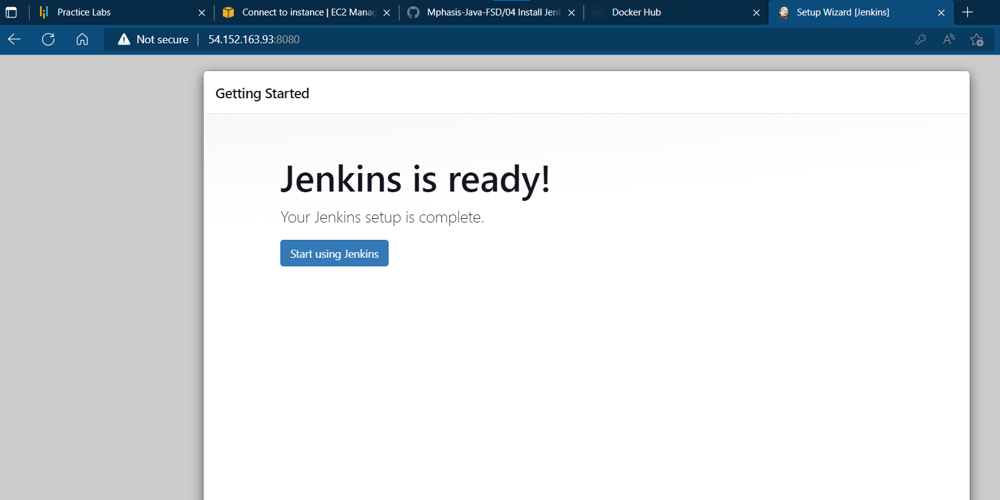 Practice Labs
Connect to instance | EC2 Manag
Mphasis-Java-FSD/04 Install Jenk
Docker Hub
Setup Wizard [Jenkins]
Not secure | 54.152.163.93:8080
Getting Started
Jenkins is ready!
Your Jenkins setup is complete.
Start using Jenkins